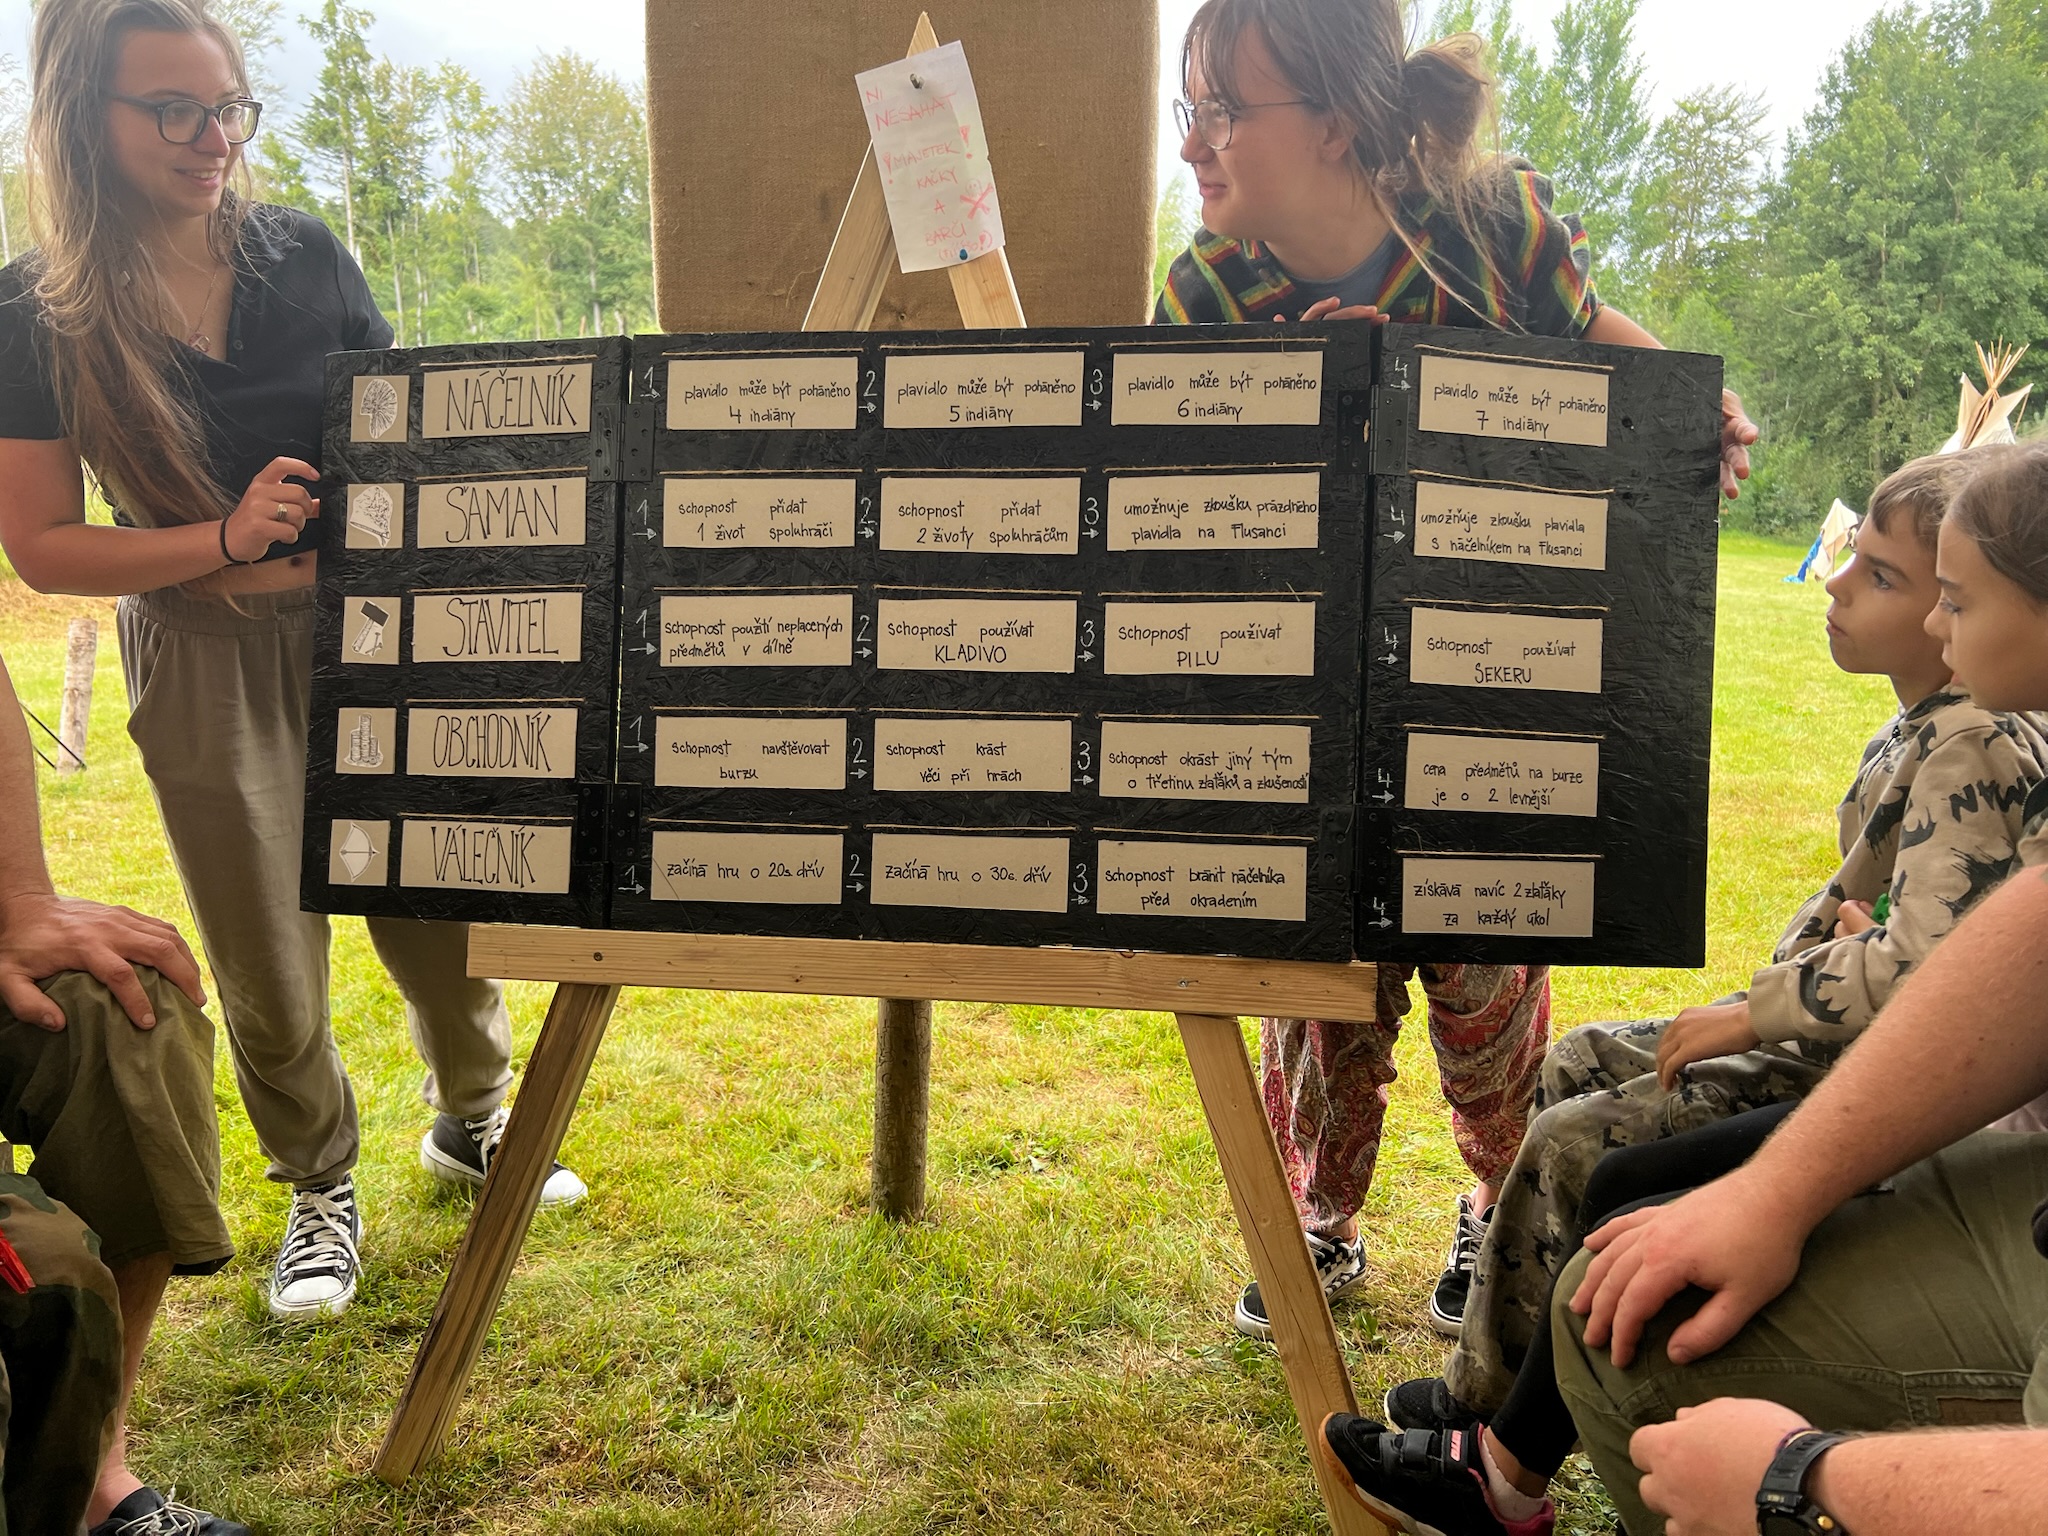 NI
NESAHAT
! MAJETEK !
KAČKY
A
BARČI
NÁČELNÍK
1
plavidlo může být poháněno
4 indiány
2
plavidlo může být poháněno
5 indiány
3
plavidlo může být poháněno
6 indiány
4
plavidlo může být poháněno
7 indiány
ŠAMAN
1
schopnost přidat
1 život spoluhráči
2
schopnost přidat
2 životy spoluhráčům
3
umožnuje zkoušku prázdného
plavidla na Flusanci
4
umožňuje zkoušku plavidla
s náčelníkem na Flusanci
STAVITEL
1
schopnost použití neplacených
předmětů v dílně
2
schopnost používat
KLADIVO
3
schopnost používat
PILU
4
schopnost používat
SEKERU
OBCHODNÍK
1
schopnost navštěvovat
burzu
2
schopnost krást
věci při hrách
3
schopnost okrást jiný tým
o třetinu zlaťáků a zkušeností
4
cena předmětů na burze
je o 2 levnější
VÁLEČNÍK
1
začíná hru o 20s. dřív
2
začíná hru o 30s. dřív
3
schopnost bránit náčelníka
před okradením
4
získává navíc 2 zlaťáky
za každý úkol